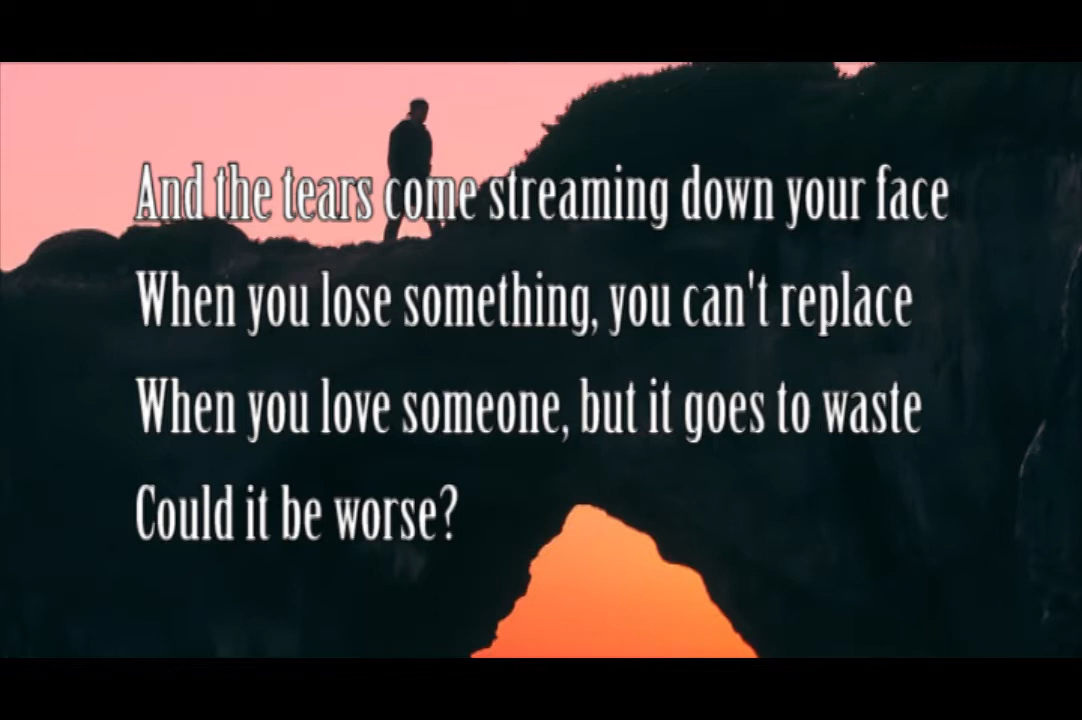 And the tears come streaming down your face
When you lose something, you can't replace
When you love someone, but it goes to waste
Could it be worse?